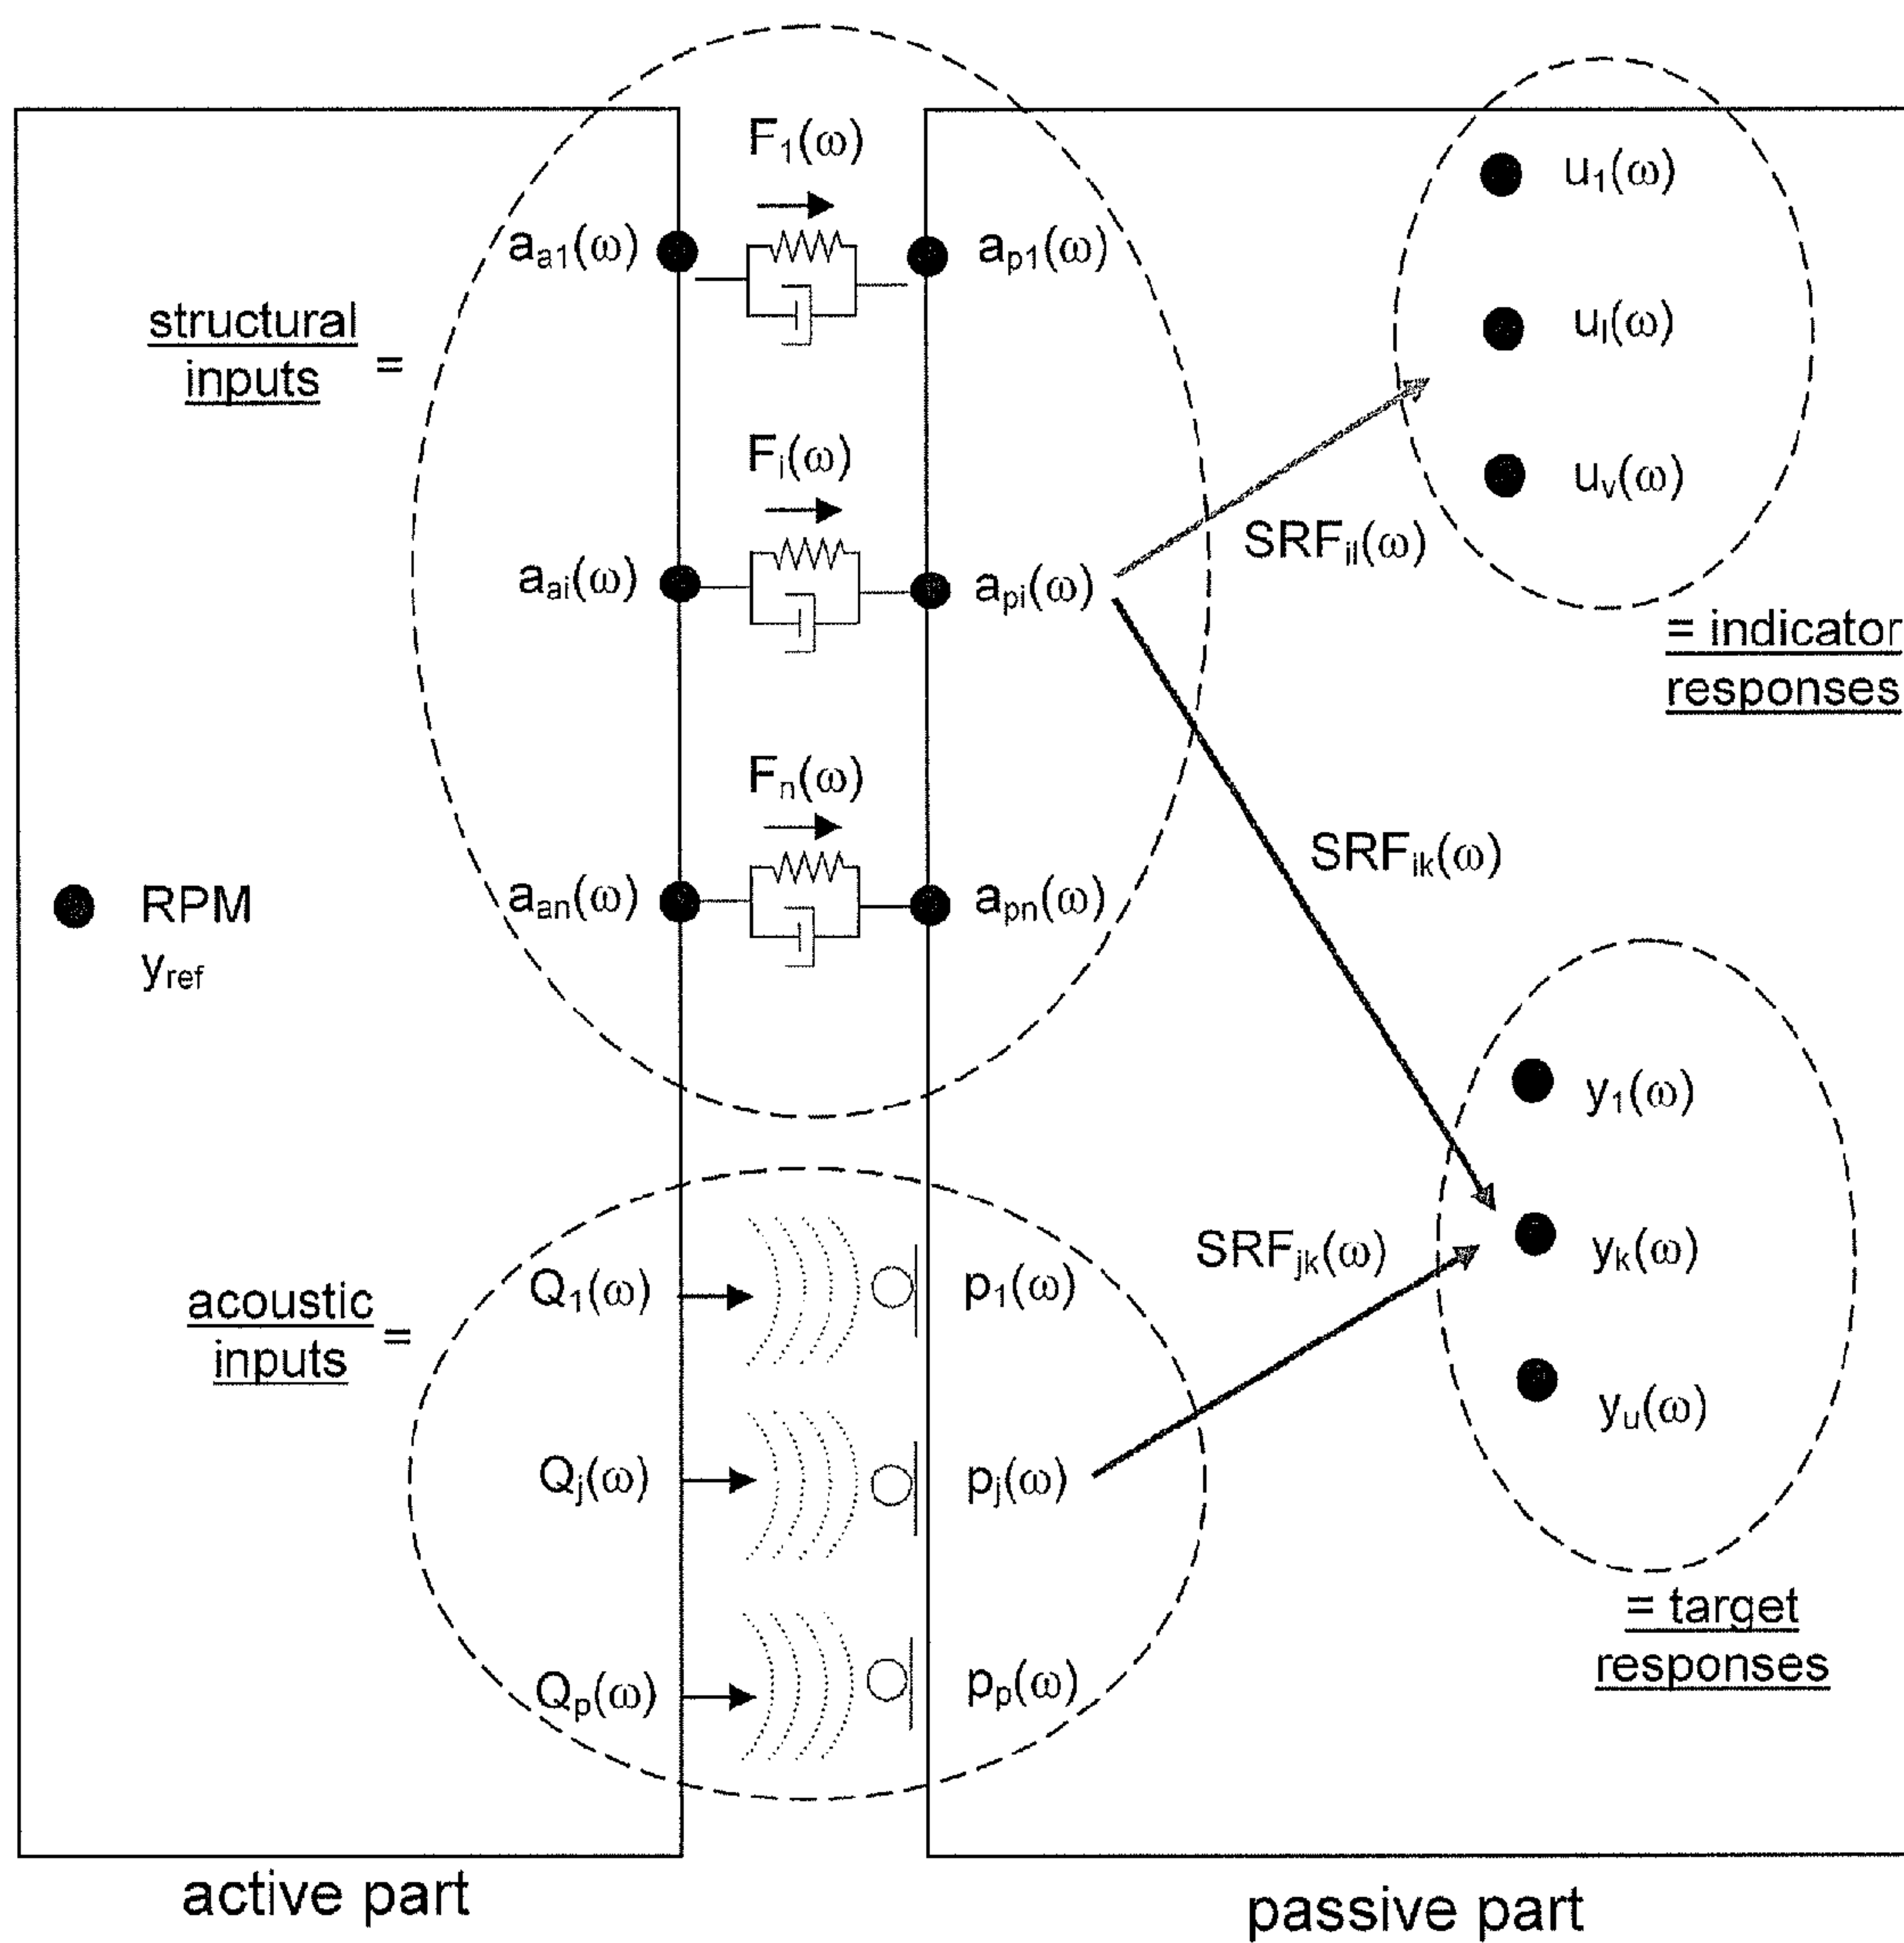 F1(ω)
aa1(ω)
ap1(ω)
structural
inputs =
Fi(ω)
aai(ω)
api(ω)
Fn(ω)
aan(ω)
apn(ω)
RPM
yref
u1(ω)
ul(ω)
uv(ω)
SRFil(ω)
= indicator
responses
SRFik(ω)
y1(ω)
yk(ω)
yu(ω)
SRFjk(ω)
= target
responses
acoustic
inputs =
Q1(ω)
p1(ω)
Qj(ω)
pj(ω)
Qp(ω)
pp(ω)
active part
passive part